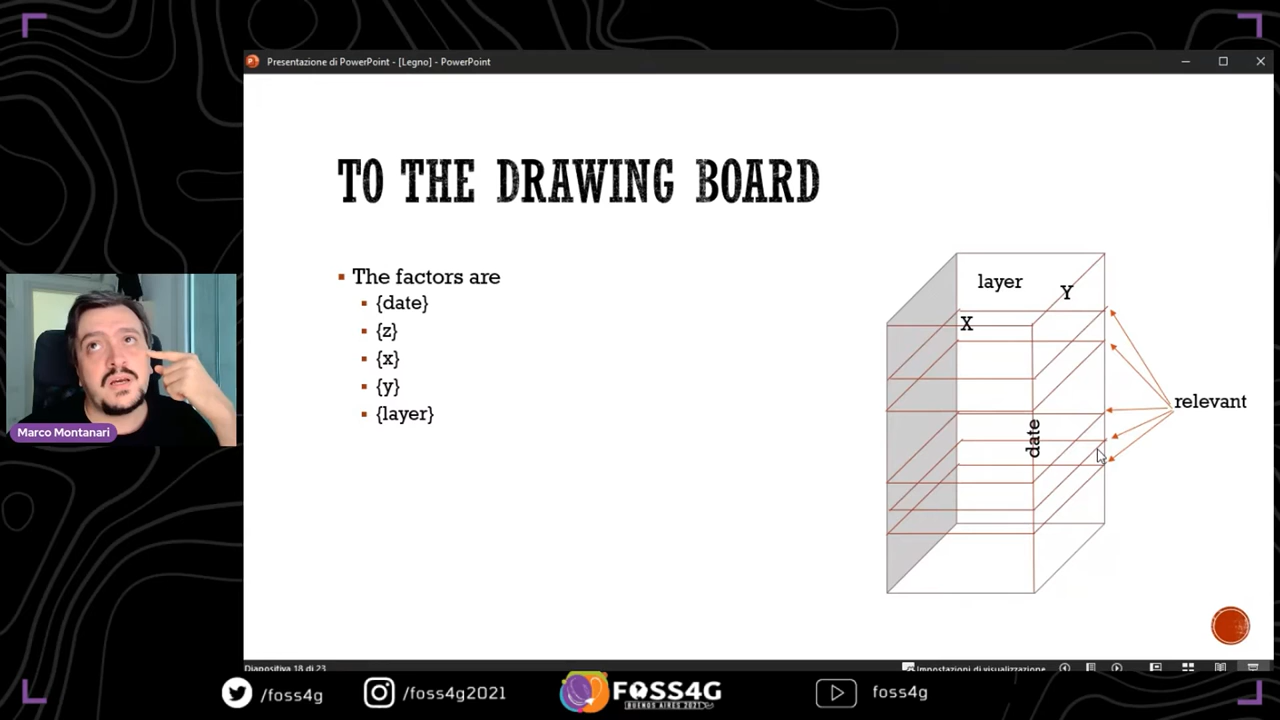 Presentazione di PowerPoint - [Legno] - PowerPoint
TO THE DRAWING BOARD
The factors are
{date}
{z}
{x}
{y}
{layer}
layer
Y
X
date
relevant
Marco Montanari
Diapositiva 18 di 23
Impostazioni di visualizzazione
/foss4g
/foss4g2021
FOSS4G
BUENOS AIRES 2021
foss4g